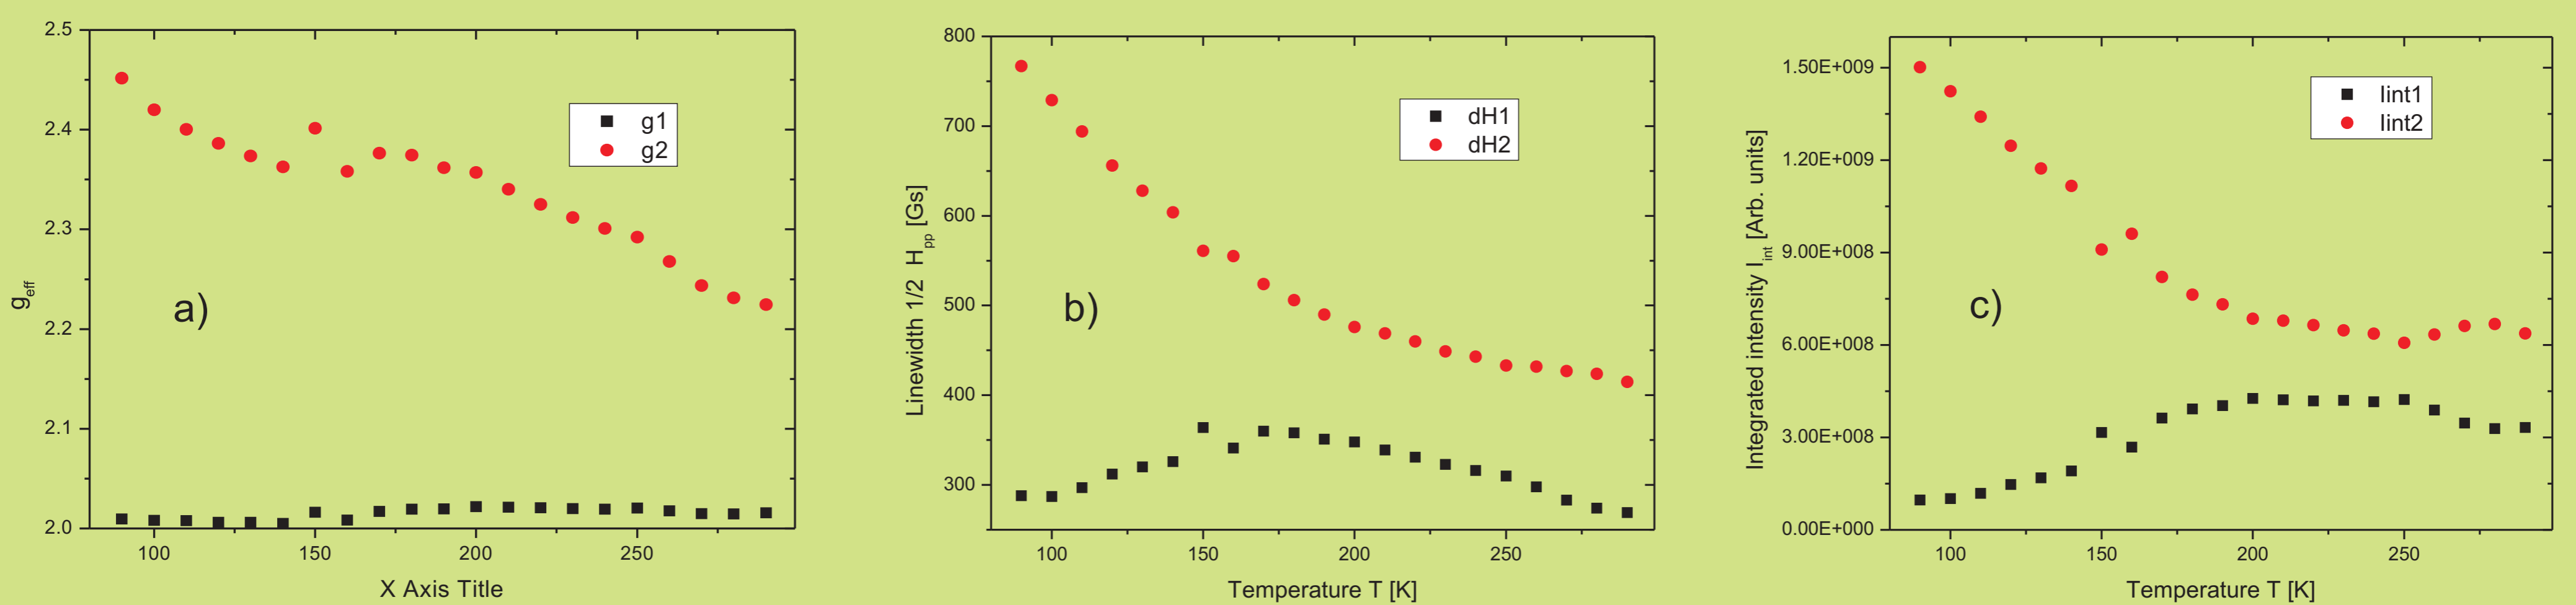 2.5
2.4
2.3
2.2
2.1
2.0
g_eff
g1
g2
a)
100 150 200 250
X Axis Title
800
700
600
500
400
300
Linewidth 1/2 H_pp [Gs]
dH1
dH2
b)
100 150 200 250
Temperature T [K]
1.50E+009
1.20E+009
9.00E+008
6.00E+008
3.00E+008
0.00E+000
Integrated intensity I_int [Arb. units]
Iint1
Iint2
c)
100 150 200 250
Temperature T [K]